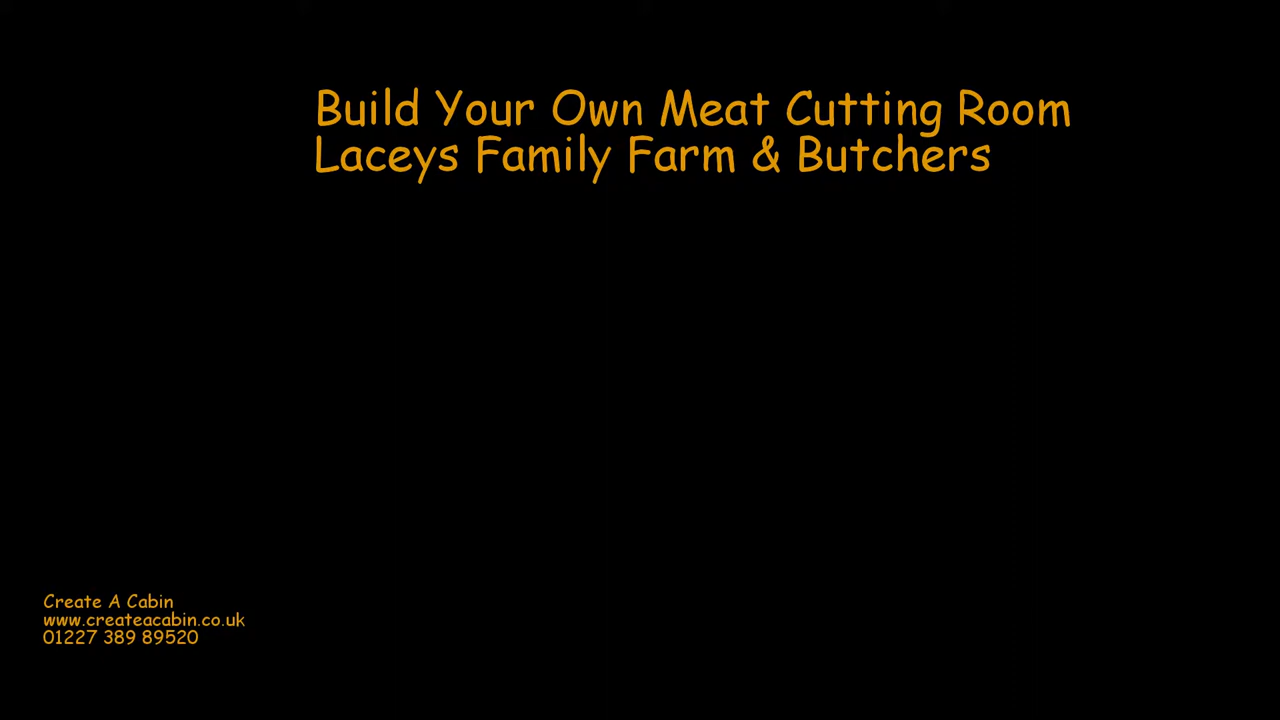 Build Your Own Meat Cutting Room
Laceys Family Farm & Butchers
Create A Cabin
www.createacabin.co.uk
01227 389 89520